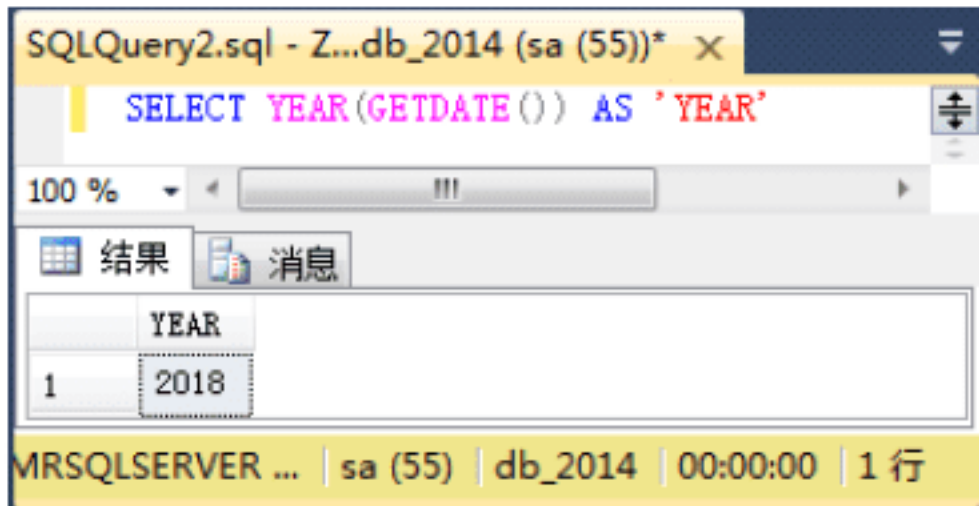 SQLQuery2.sql - Z...db_2014 (sa (55))*
SELECT YEAR(GETDATE()) AS 'YEAR'
100 %
结果 消息
YEAR
1 2018
MRSQLSERVER ... sa (55) db_2014 00:00:00 1 行